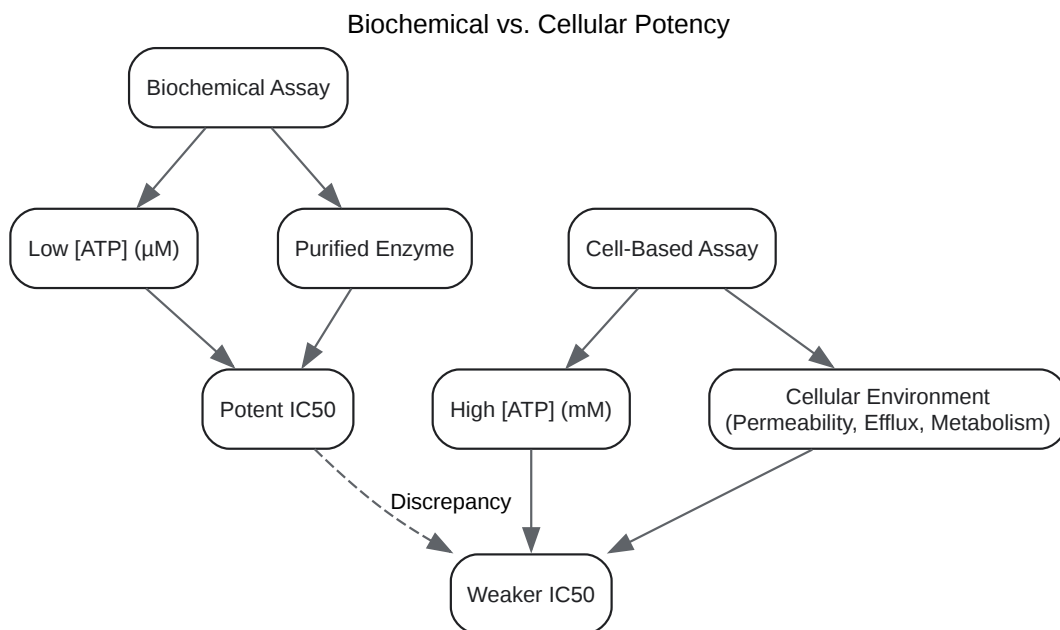 Biochemical vs. Cellular Potency
Biochemical Assay
Low [ATP] (µM)
Purified Enzyme
Cell-Based Assay
Potent IC50
High [ATP] (mM)
Cellular Environment
(Permeability, Efflux, Metabolism)
Discrepancy
Weaker IC50